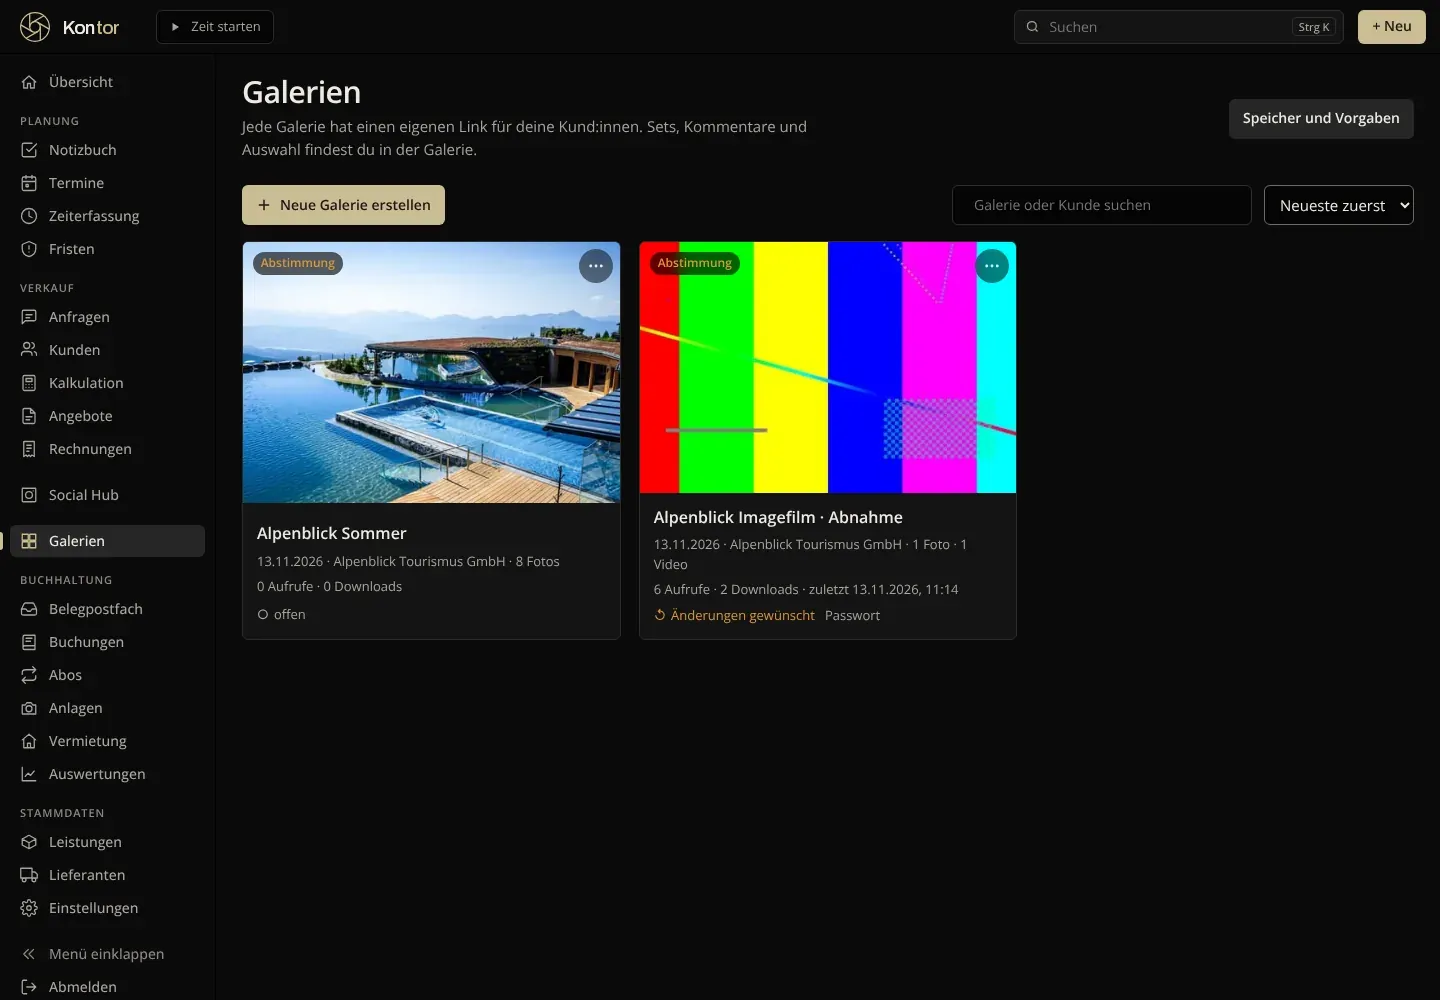 Kontor
Zeit starten
Suchen
Strg K
+ Neu
Übersicht
PLANUNG
Notizbuch
Termine
Zeiterfassung
Fristen
VERKAUF
Anfragen
Kunden
Kalkulation
Angebote
Rechnungen
Social Hub
Galerien
BUCHHALTUNG
Belegpostfach
Buchungen
Abos
Anlagen
Vermietung
Auswertungen
STAMMDATEN
Leistungen
Lieferanten
Einstellungen
Menü einklappen
Abmelden
Galerien
Jede Galerie hat einen eigenen Link für deine Kund:innen. Sets, Kommentare und
Auswahl findest du in der Galerie.
Speicher und Vorgaben
+ Neue Galerie erstellen
Galerie oder Kunde suchen
Neueste zuerst
Abstimmung
Alpenblick Sommer
13.11.2026 · Alpenblick Tourismus GmbH · 8 Fotos
0 Aufrufe · 0 Downloads
offen
Abstimmung
Alpenblick Imagefilm · Abnahme
13.11.2026 · Alpenblick Tourismus GmbH · 1 Foto · 1
Video
6 Aufrufe · 2 Downloads · zuletzt 13.11.2026, 11:14
Änderungen gewünscht Passwort